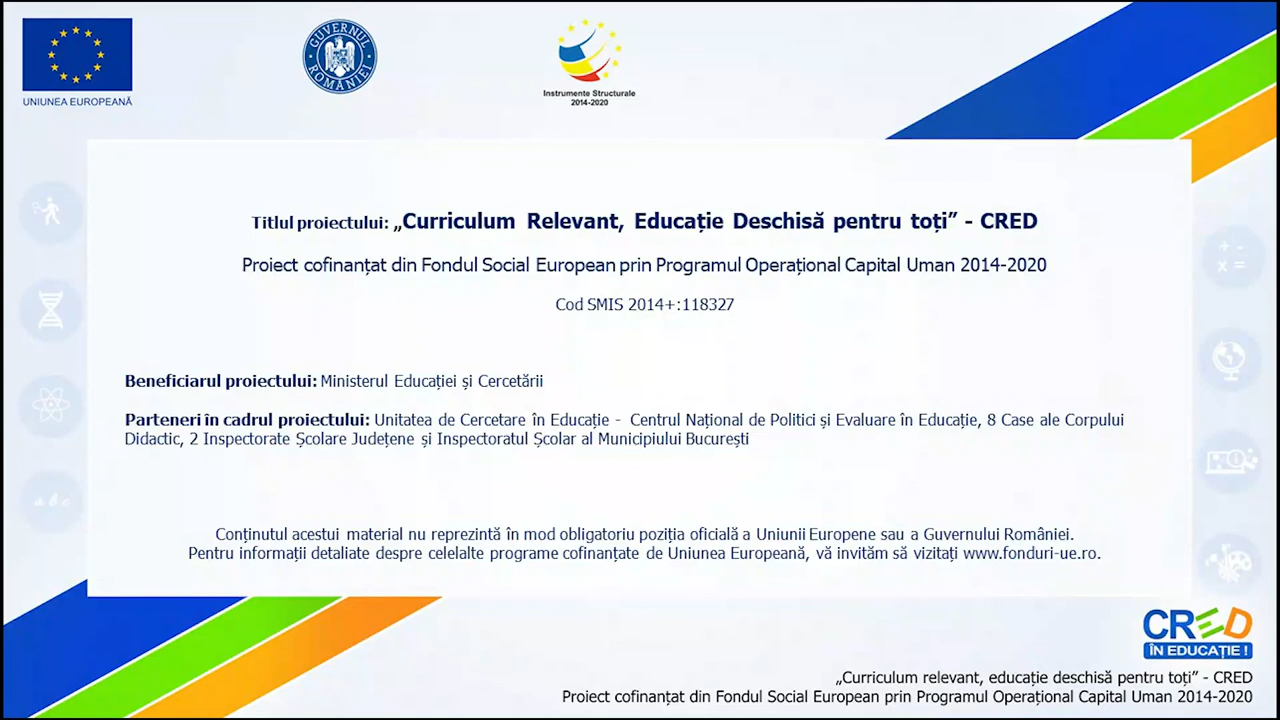 UNIUNEA EUROPEANĂ
GUVERNUL ROMÂNIEI
Instrumente Structurale
2014-2020
Titlul proiectului: „Curriculum Relevant, Educație Deschisă pentru toți” - CRED
Proiect cofinanțat din Fondul Social European prin Programul Operațional Capital Uman 2014-2020
Cod SMIS 2014+:118327
Beneficiarul proiectului: Ministerul Educației și Cercetării
Parteneri în cadrul proiectului: Unitatea de Cercetare în Educație - Centrul Național de Politici și Evaluare în Educație, 8 Case ale Corpului
Didactic, 2 Inspectorate Școlare Județene și Inspectoratul Școlar al Municipiului București
a b c
+ -
x =
Conținutul acestui material nu reprezintă în mod obligatoriu poziția oficială a Uniunii Europene sau a Guvernului României.
Pentru informații detaliate despre celelalte programe cofinanțate de Uniunea Europeană, vă invităm să vizitați www.fonduri-ue.ro.
CRED
ÎN EDUCAȚIE !
„Curriculum relevant, educație deschisă pentru toți” - CRED
Proiect cofinanțat din Fondul Social European prin Programul Operațional Capital Uman 2014-2020